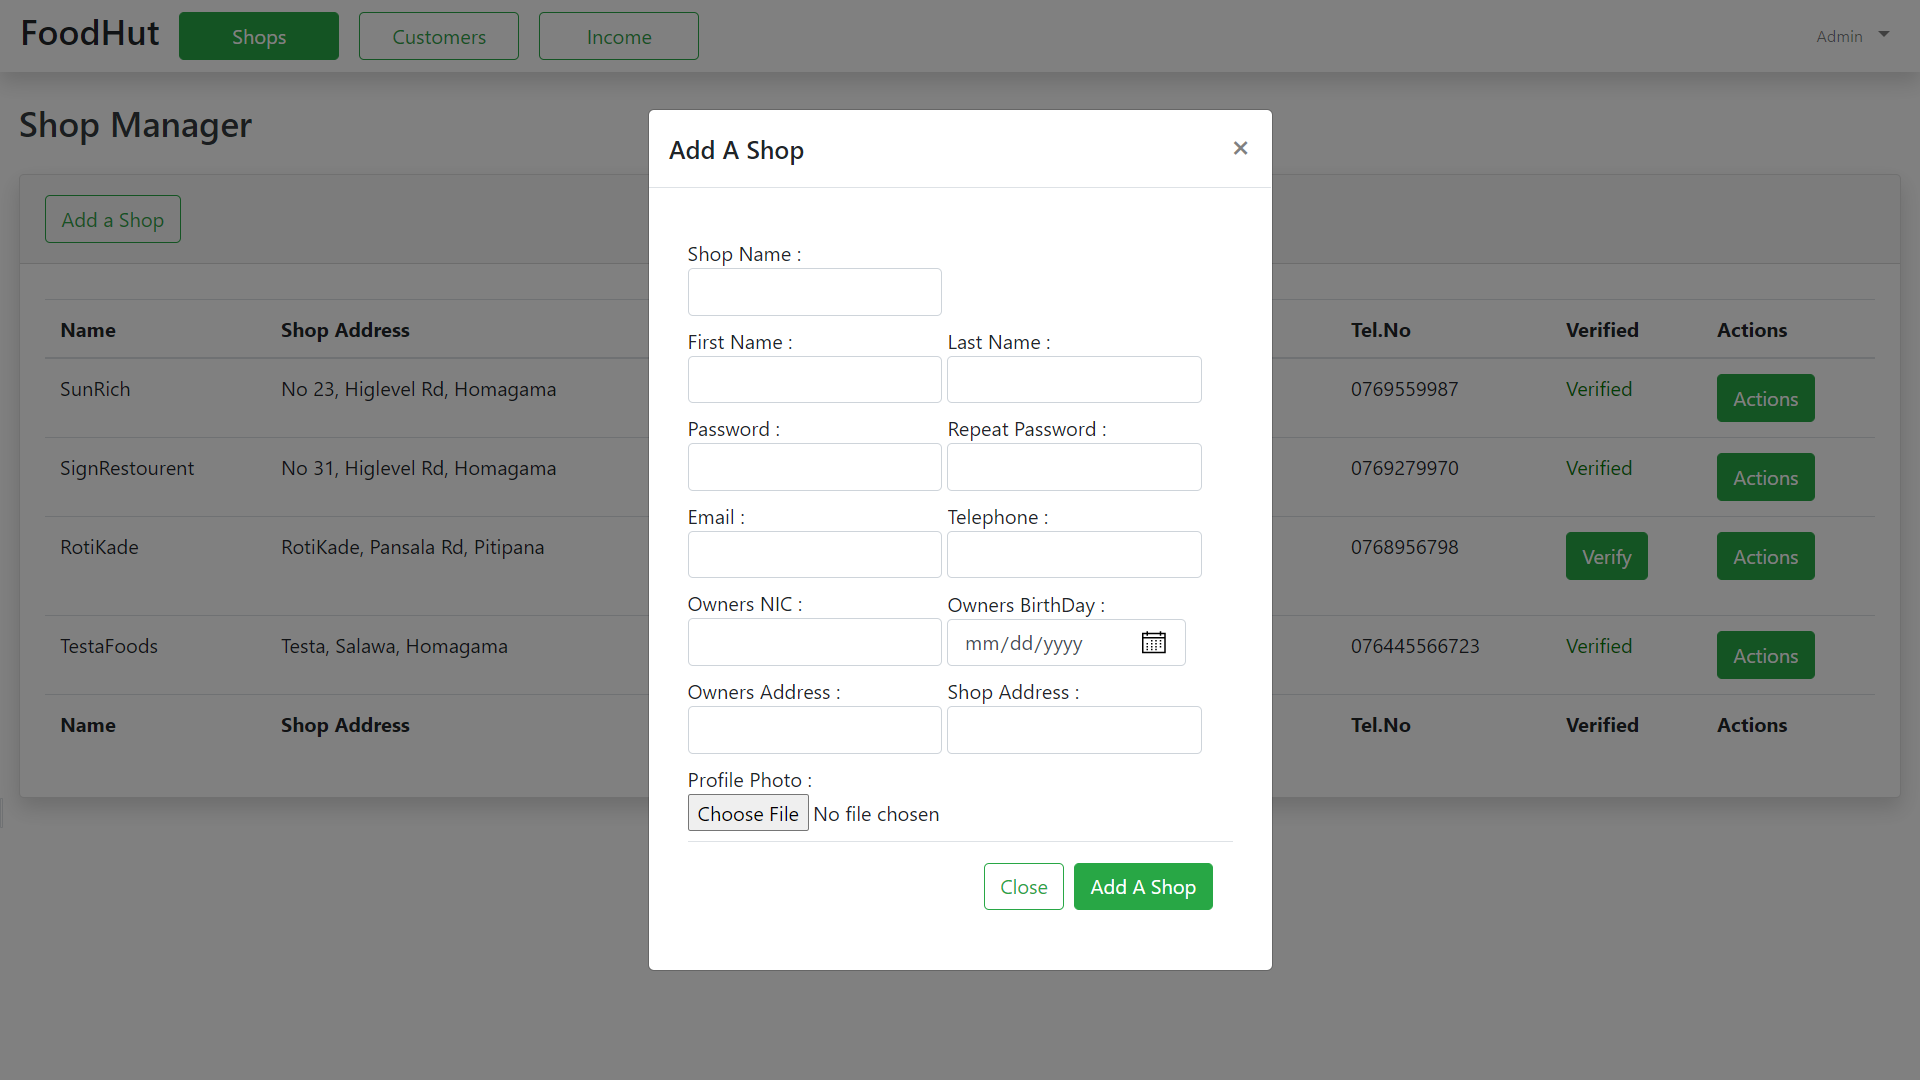 FoodHut
Shops
Customers
Income
Admin
Shop Manager
Add a Shop
Name Shop Address Tel.No Verified Actions
SunRich No 23, Higlevel Rd, Homagama 0769559987 Verified Actions
SignRestourent No 31, Higlevel Rd, Homagama 0769279970 Verified Actions
RotiKade RotiKade, Pansala Rd, Pitipana 0768956798 Verify Actions
TestaFoods Testa, Salawa, Homagama 076445566723 Verified Actions
Name Shop Address Tel.No Verified Actions
Add A Shop ×
Shop Name :
First Name : Last Name :
Password : Repeat Password :
Email : Telephone :
Owners NIC : Owners BirthDay :
mm/dd/yyyy
Owners Address : Shop Address :
Profile Photo :
Choose File No file chosen
Close Add A Shop